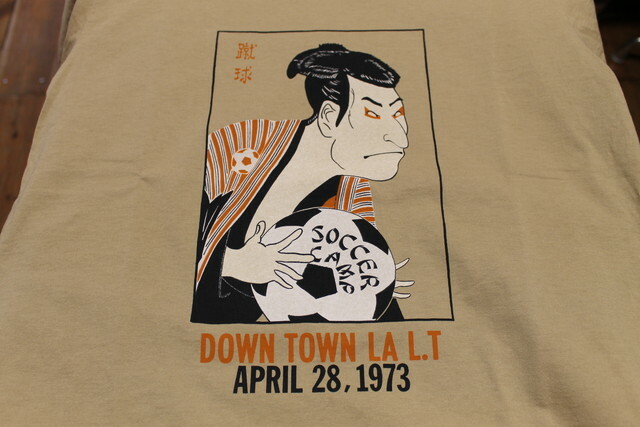 蹴
球
SOCCER
CAMP
DOWN TOWN LA L.T
APRIL 28, 1973